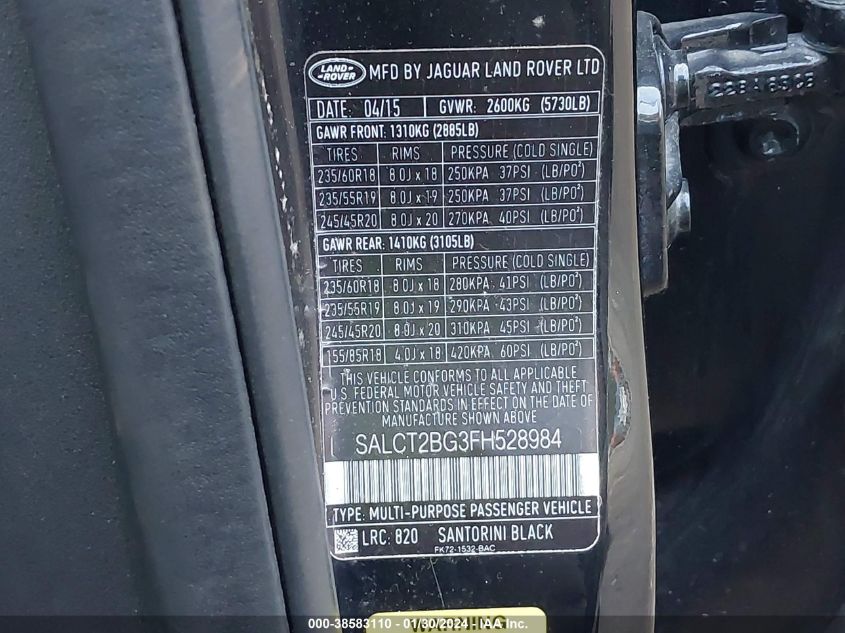 LAND ROVER MFD BY JAGUAR LAND ROVER LTD
DATE: 04/15 GVWR: 2600KG (5730LB)
GAWR FRONT: 1310KG (2885LB)
TIRES RIMS PRESSURE (COLD SINGLE)
235/60R18 8.0J x 18 250KPA 37PSI (LB/PO²)
235/55R19 8.0J x 19 250KPA 37PSI (LB/PO²)
245/45R20 8.0J x 20 270KPA 40PSI (LB/PO²)
GAWR REAR: 1410KG (3105LB)
TIRES RIMS PRESSURE (COLD SINGLE)
235/60R18 8.0J x 18 280KPA 41PSI (LB/PO²)
235/55R19 8.0J x 19 290KPA 43PSI (LB/PO²)
245/45R20 8.0J x 20 310KPA 45PSI (LB/PO²)
155/85R18 4.0J x 18 420KPA 60PSI (LB/PO²)
THIS VEHICLE CONFORMS TO ALL APPLICABLE
U.S. FEDERAL MOTOR VEHICLE SAFETY AND THEFT
PREVENTION STANDARDS IN EFFECT ON THE DATE OF
MANUFACTURE SHOWN ABOVE
SALCT2BG3FH528984
TYPE: MULTI-PURPOSE PASSENGER VEHICLE
LRC: 820 SANTORINI BLACK
FK72-1532-BAC
000-38583110 - 01/30/2024 - IAAI.com